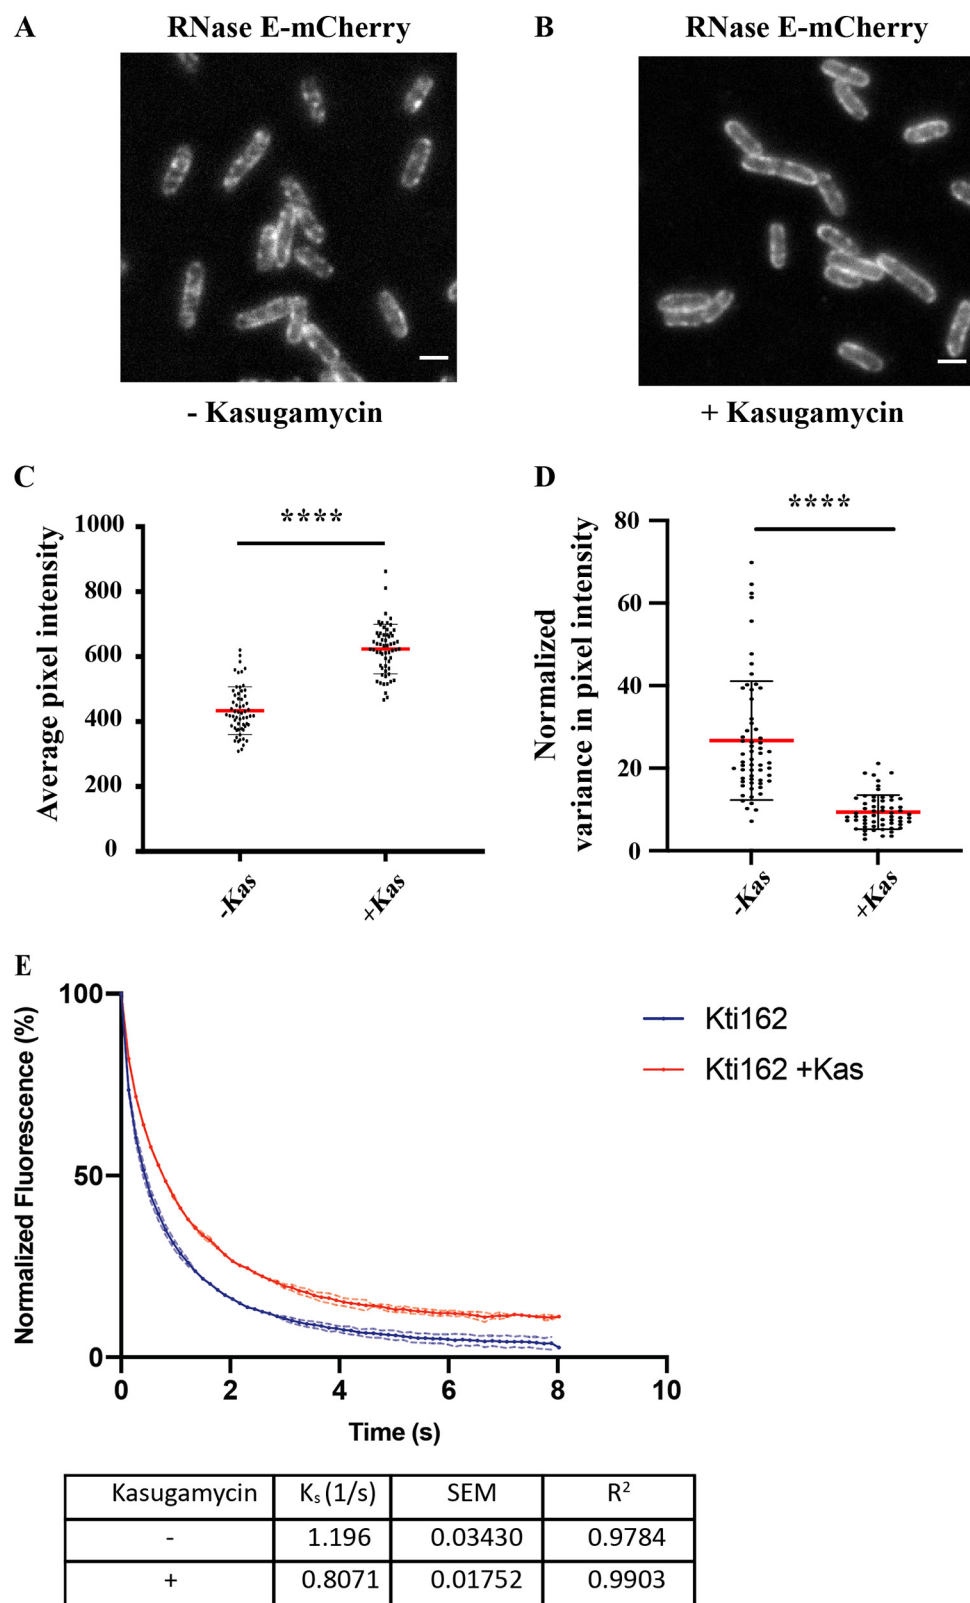 A
RNase E-mCherry
- Kasugamycin
B
RNase E-mCherry
+ Kasugamycin
C
Average pixel intensity
1000
800
600
400
200
0
****
-Kas
+Kas
D
Normalized
variance in pixel intensity
80
60
40
20
0
****
-Kas
+Kas
E
Normalized Fluorescence (%)
100
50
0
0 2 4 6 8 10
Time (s)
Kti162
Kti162 +Kas
Kasugamycin Ks (1/s) SEM R²
- 1.196 0.03430 0.9784
+ 0.8071 0.01752 0.9903